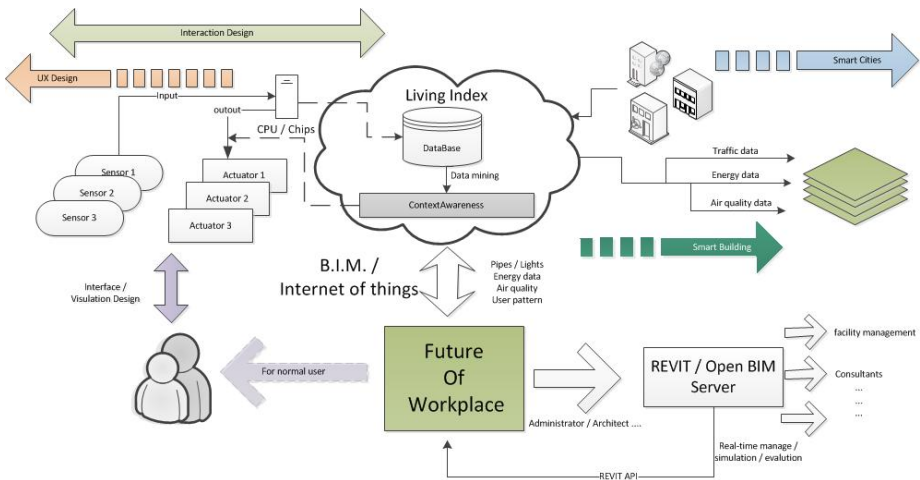 Interaction Design
UX Design
Smart Cities
Input
outout
CPU / Chips
Living Index
DataBase
Data mining
ContextAwareness
Sensor 1
Sensor 2
Sensor 3
Actuator 1
Actuator 2
Actuator 3
Traffic data
Energy data
Air quality data
Smart Building
Interface /
Visulation Design
B.I.M. /
Internet of things
Pipes / Lights
Energy data
Air quality
User pattern
For normal user
Future
Of
Workplace
Administrator / Architect ....
REVIT / Open BIM
Server
facility management
Consultants
...
...
...
Real-time manage /
simulation / evalution
REVIT API